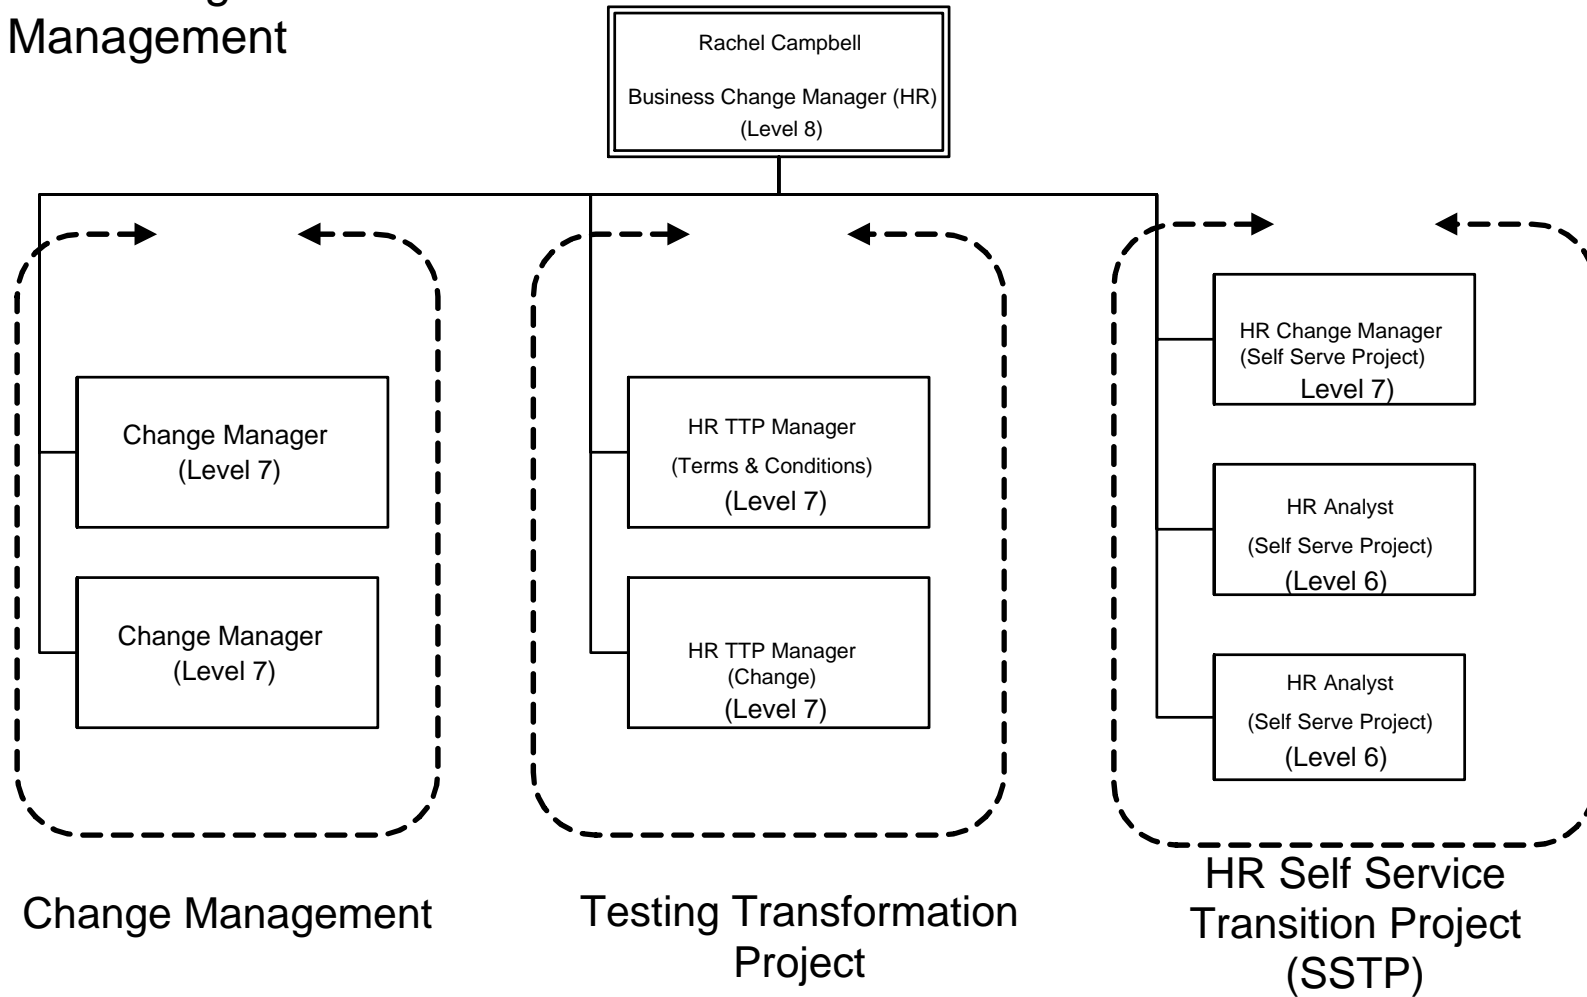 Management
Rachel Campbell
Business Change Manager (HR)
(Level 8)
Change Manager
(Level 7)
Change Manager
(Level 7)
Change Management
HR TTP Manager
(Terms & Conditions)
(Level 7)
HR TTP Manager
(Change)
(Level 7)
Testing Transformation
Project
HR Change Manager
(Self Serve Project)
Level 7)
HR Analyst
(Self Serve Project)
(Level 6)
HR Analyst
(Self Serve Project)
(Level 6)
HR Self Service
Transition Project
(SSTP)